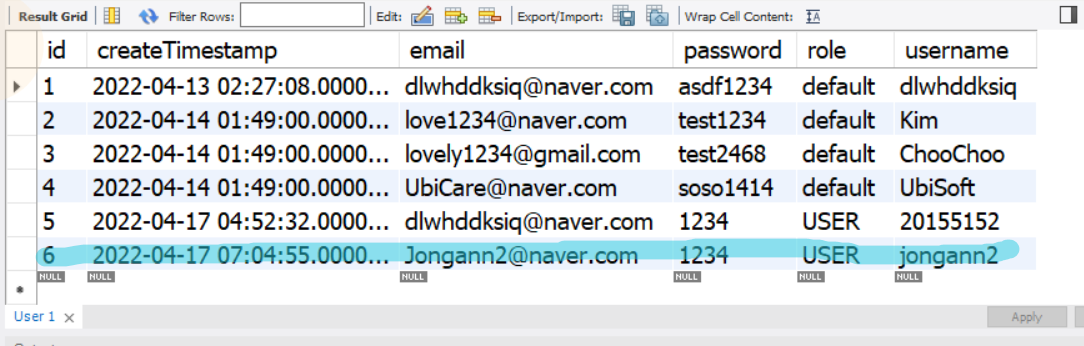 Result Grid Filter Rows: Edit: Export/Import: Wrap Cell Content:
id createTimestamp email password role username
1 2022-04-13 02:27:08.0000... dlwhddksiq@naver.com asdf1234 default dlwhddksiq
2 2022-04-14 01:49:00.0000... love1234@naver.com test1234 default Kim
3 2022-04-14 01:49:00.0000... lovely1234@gmail.com test2468 default ChooChoo
4 2022-04-14 01:49:00.0000... UbiCare@naver.com soso1414 default UbiSoft
5 2022-04-17 04:52:32.0000... dlwhddksiq@naver.com 1234 USER 20155152
6 2022-04-17 07:04:55.0000... Jongann2@naver.com 1234 USER jongann2
NULL NULL NULL NULL NULL NULL
User 1 × Apply